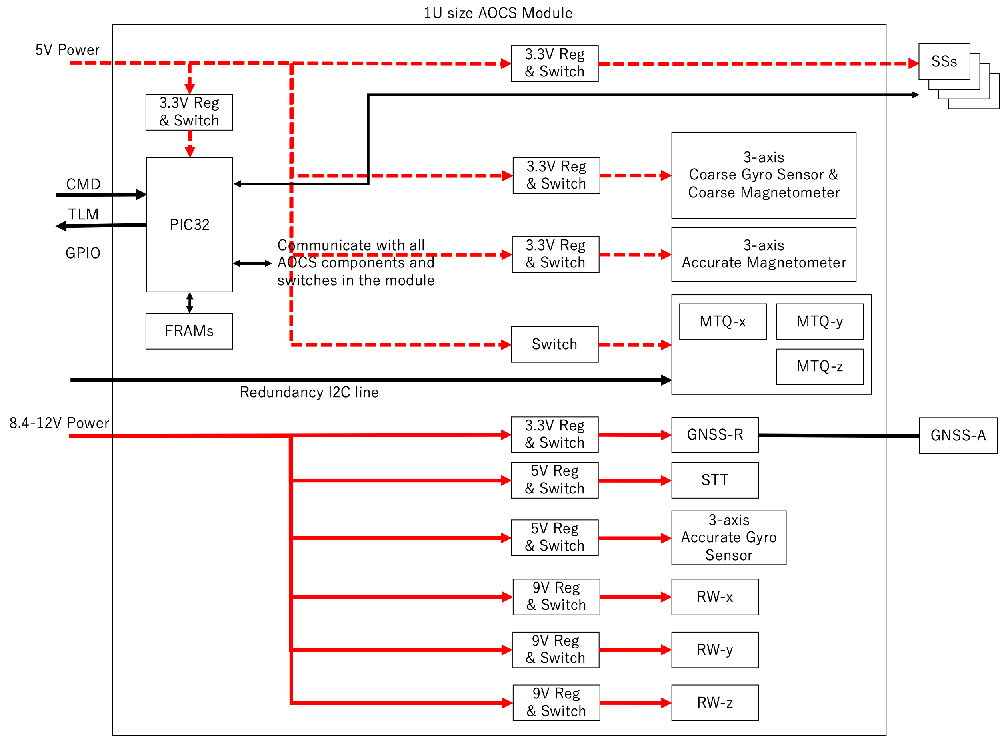 1U size AOCS Module
5V Power
3.3V Reg
& Switch
SSs
3.3V Reg
& Switch
3-axis
Coarse Gyro Sensor &
Coarse Magnetometer
3.3V Reg
& Switch
CMD
TLM
GPIO
PIC32
Communicate with all
AOCS components and
switches in the module
3.3V Reg
& Switch
3-axis
Accurate Magnetometer
FRAMs
Switch
MTQ-x
MTQ-y
MTQ-z
Redundancy I2C line
8.4-12V Power
3.3V Reg
& Switch
GNSS-R
GNSS-A
5V Reg
& Switch
STT
5V Reg
& Switch
3-axis
Accurate Gyro
Sensor
9V Reg
& Switch
RW-x
9V Reg
& Switch
RW-y
9V Reg
& Switch
RW-z